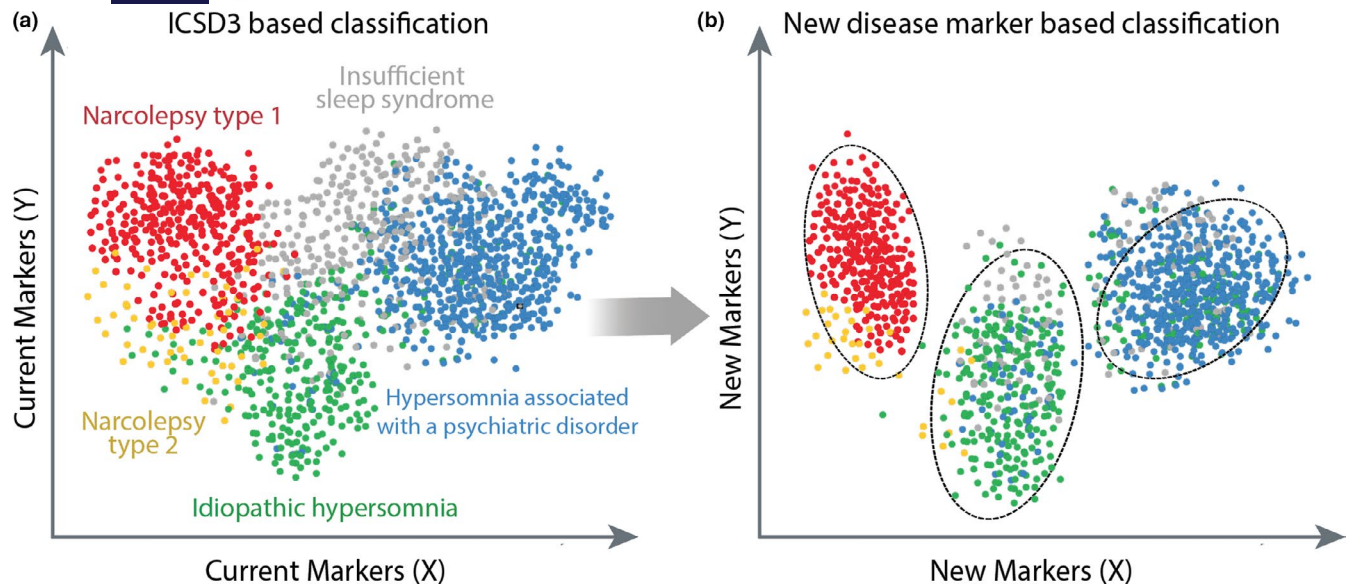 (a)
ICSD3 based classification
Insufficient
sleep syndrome
Narcolepsy type 1
Current Markers (Y)
Narcolepsy
type 2
Hypersomnia associated
with a psychiatric disorder
Idiopathic hypersomnia
Current Markers (X)
(b)
New disease marker based classification
New Markers (Y)
New Markers (X)